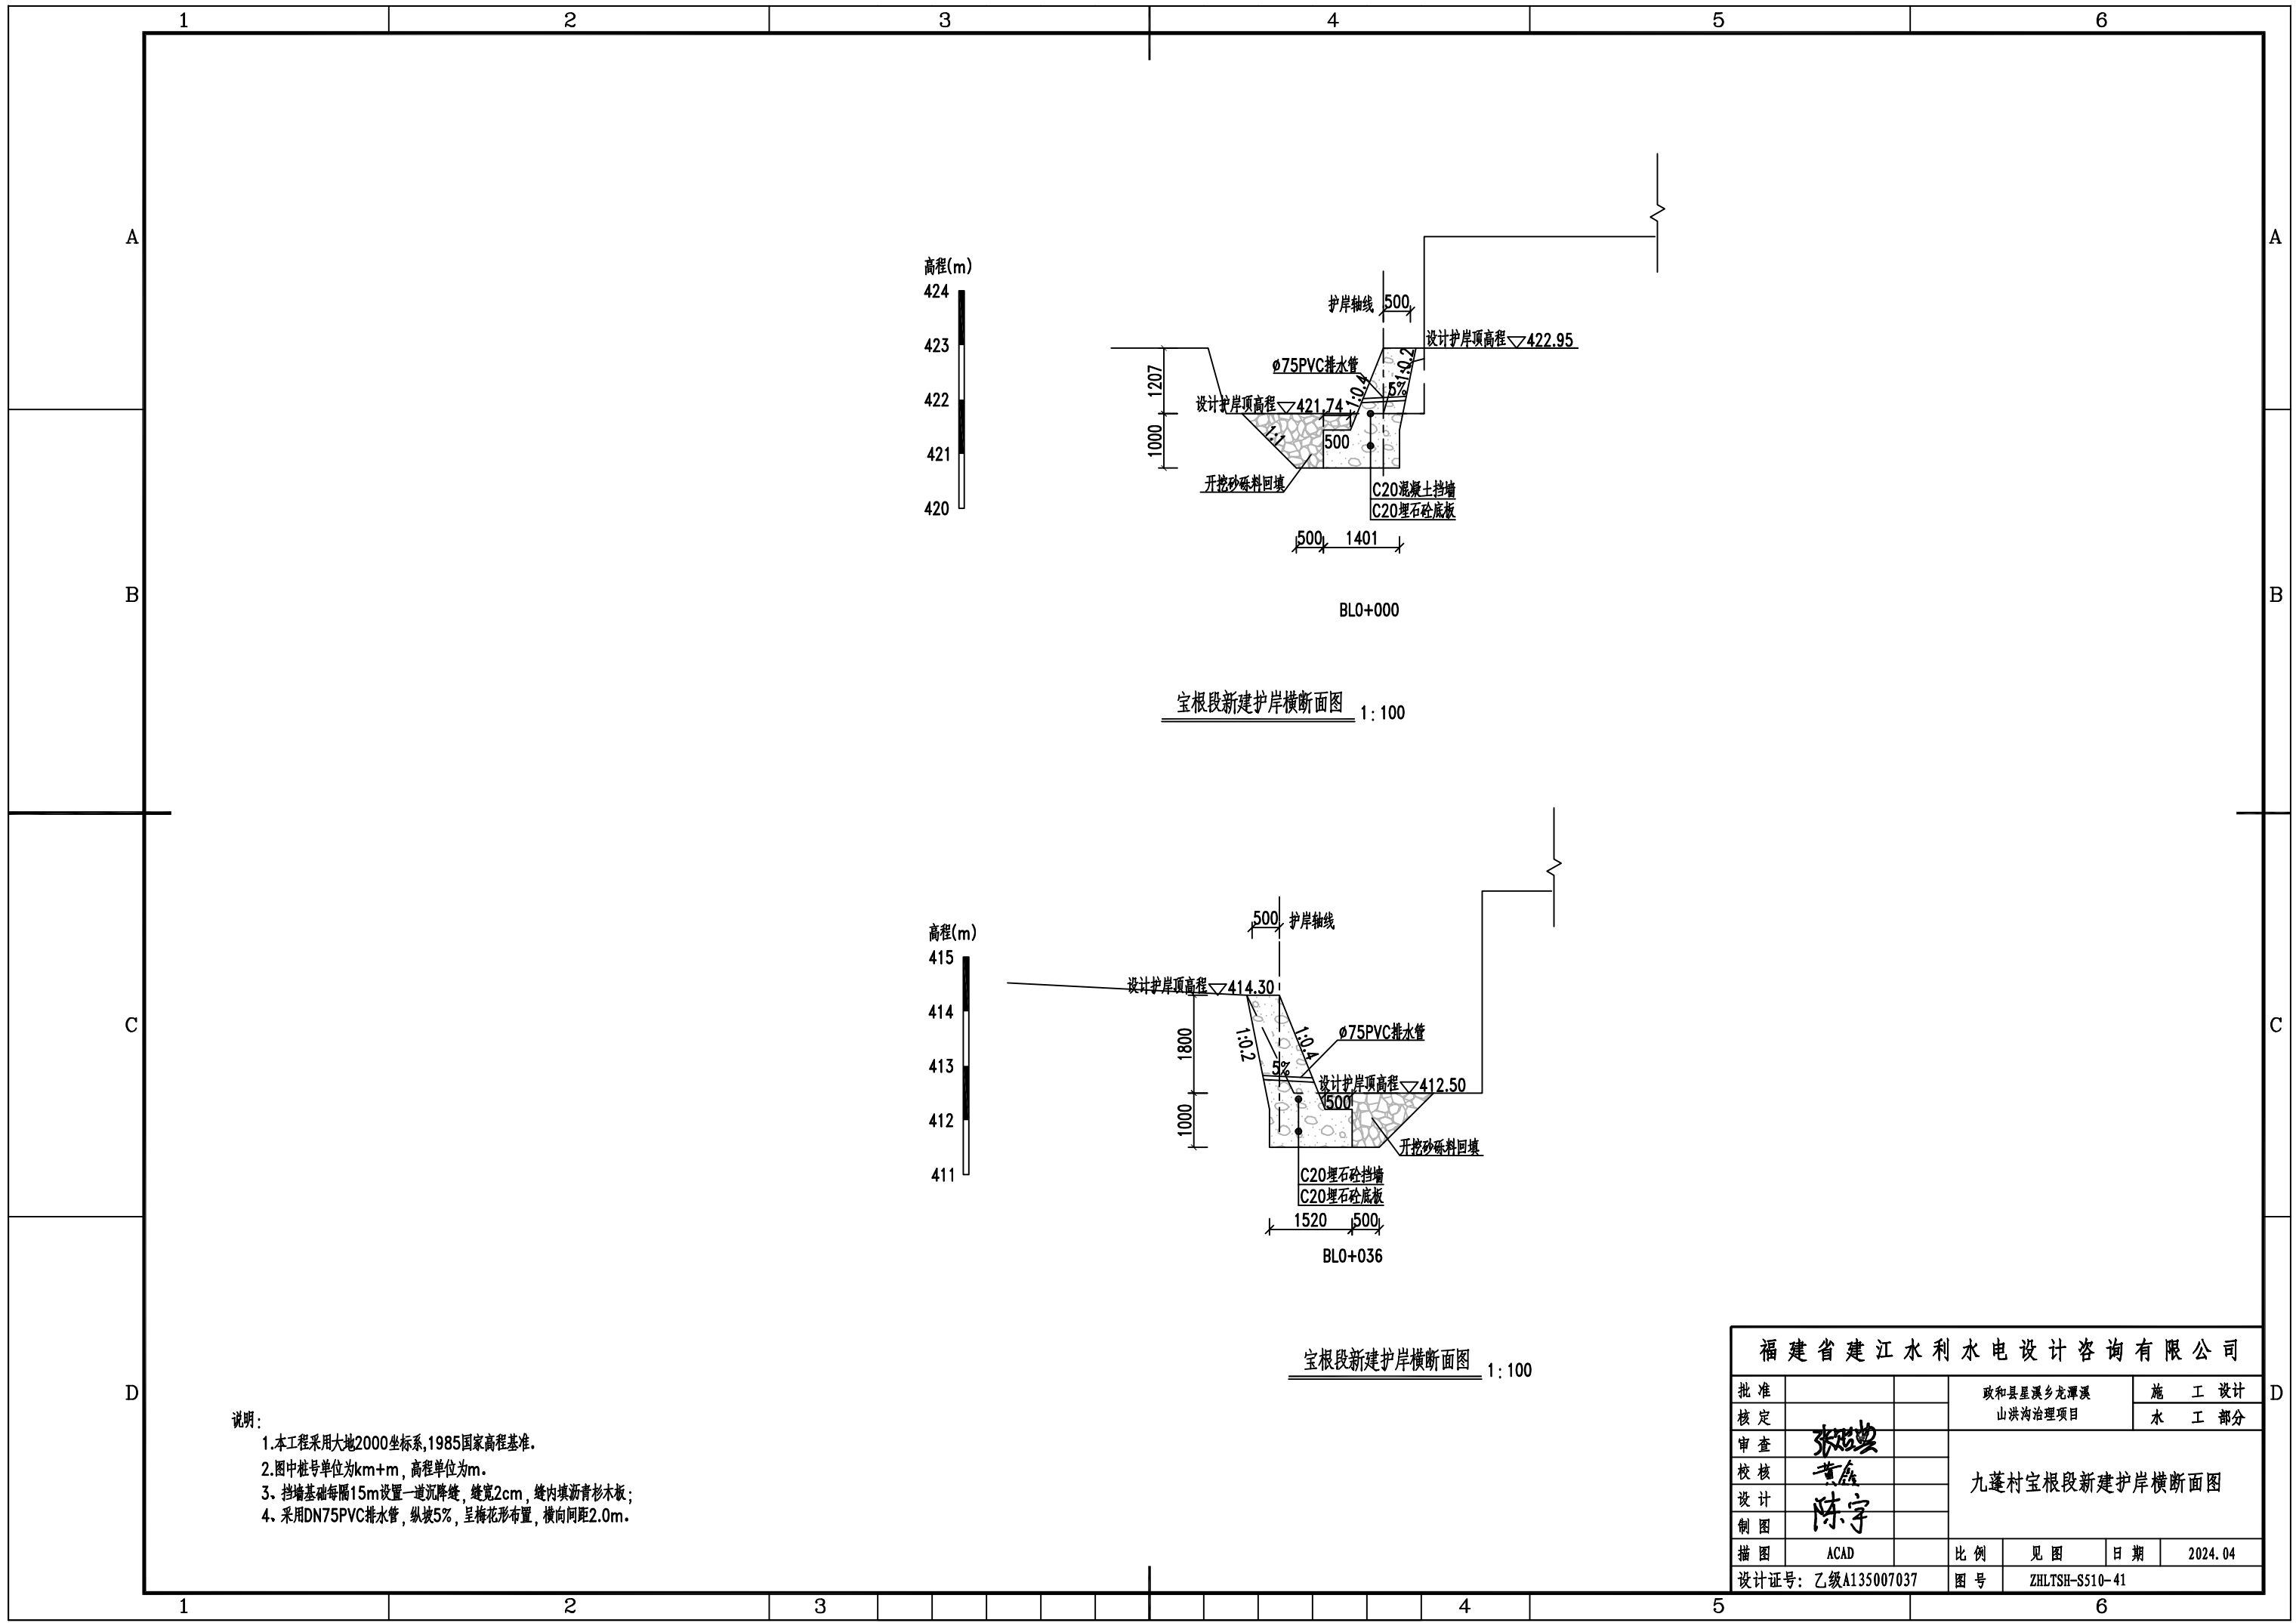 1 2 3 4 5 6
A A
B B
C C
D D
高程(m)
424
423
422
421
420
护岸轴线
500
设计护岸顶高程 422.95
ø75PVC排水管
1:0.4
1:0.2
5%
1207
1000
设计护岸顶高程 421.74
1:1
500
开挖砂砾料回填
C20混凝土挡墙
C20埋石砼底板
500 1401
BL0+000
宝根段新建护岸横断面图 1:100
高程(m)
415
414
413
412
411
500 护岸轴线
设计护岸顶高程 414.30
1:0.2
1:0.4
ø75PVC排水管
5%
1800
1000
设计护岸顶高程 412.50
500
开挖砂砾料回填
C20埋石砼挡墙
C20埋石砼底板
1520 500
BL0+036
宝根段新建护岸横断面图 1:100
说明:
1.本工程采用大地2000坐标系,1985国家高程基准。
2.图中桩号单位为km+m,高程单位为m。
3、挡墙基础每隔15m设置一道沉降缝,缝宽2cm,缝内填沥青杉木板;
4、采用DN75PVC排水管,纵坡5%,呈梅花形布置,横向间距2.0m。
福建省建江水利水电设计咨询有限公司
批准
核定
审查
校核 黄鑫
设计 陈宇
制图
描图 ACAD
政和县星溪乡龙潭溪
山洪沟治理项目
施工 设计
水工 部分
九蓬村宝根段新建护岸横断面图
比例 见图 日期 2024.04
设计证号: 乙级A135007037 图号 ZHLTSH-S510-41
1 2 3 4 5 6